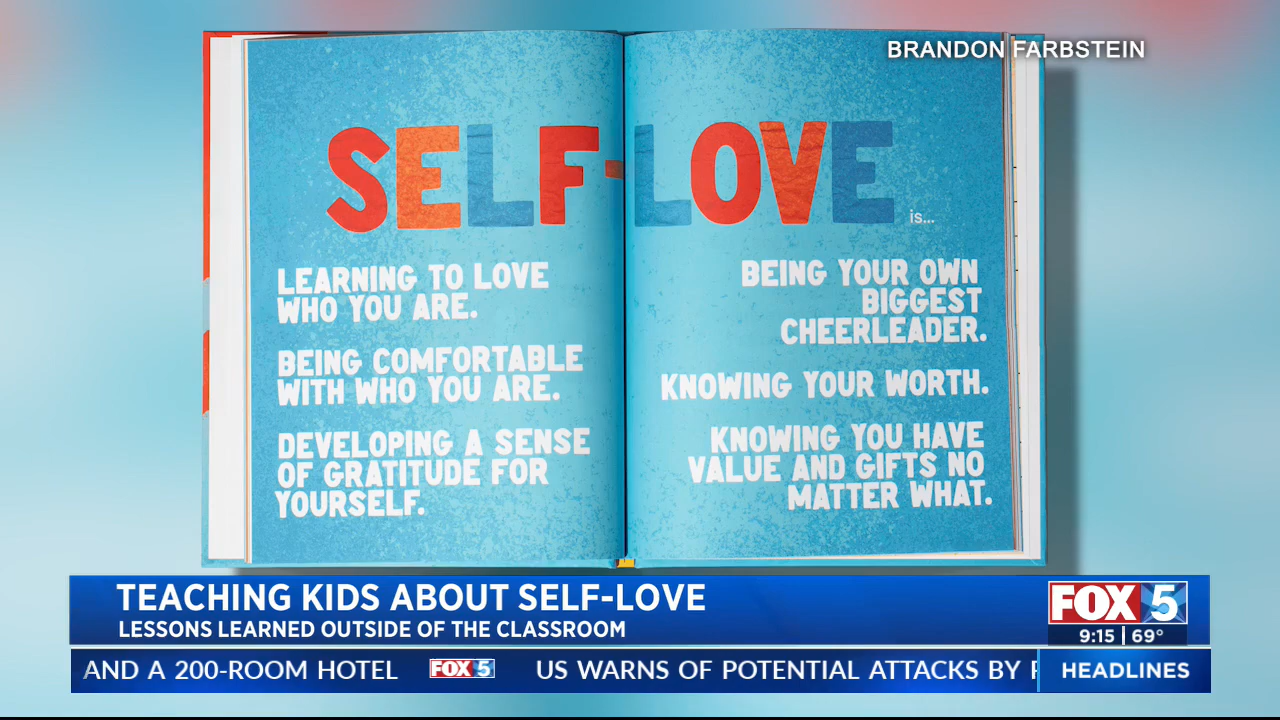 BRANDON FARBSTEIN
SELF-LOVE
is...
LEARNING TO LOVE
WHO YOU ARE.
BEING COMFORTABLE
WITH WHO YOU ARE.
DEVELOPING A SENSE
OF GRATITUDE FOR
YOURSELF.
BEING YOUR OWN
BIGGEST
CHEERLEADER.
KNOWING YOUR WORTH.
KNOWING YOU HAVE
VALUE AND GIFTS NO
MATTER WHAT.
TEACHING KIDS ABOUT SELF-LOVE
LESSONS LEARNED OUTSIDE OF THE CLASSROOM
FOX 5
9:15 | 69°
AND A 200-ROOM HOTEL FOX 5 US WARNS OF POTENTIAL ATTACKS BY
HEADLINES